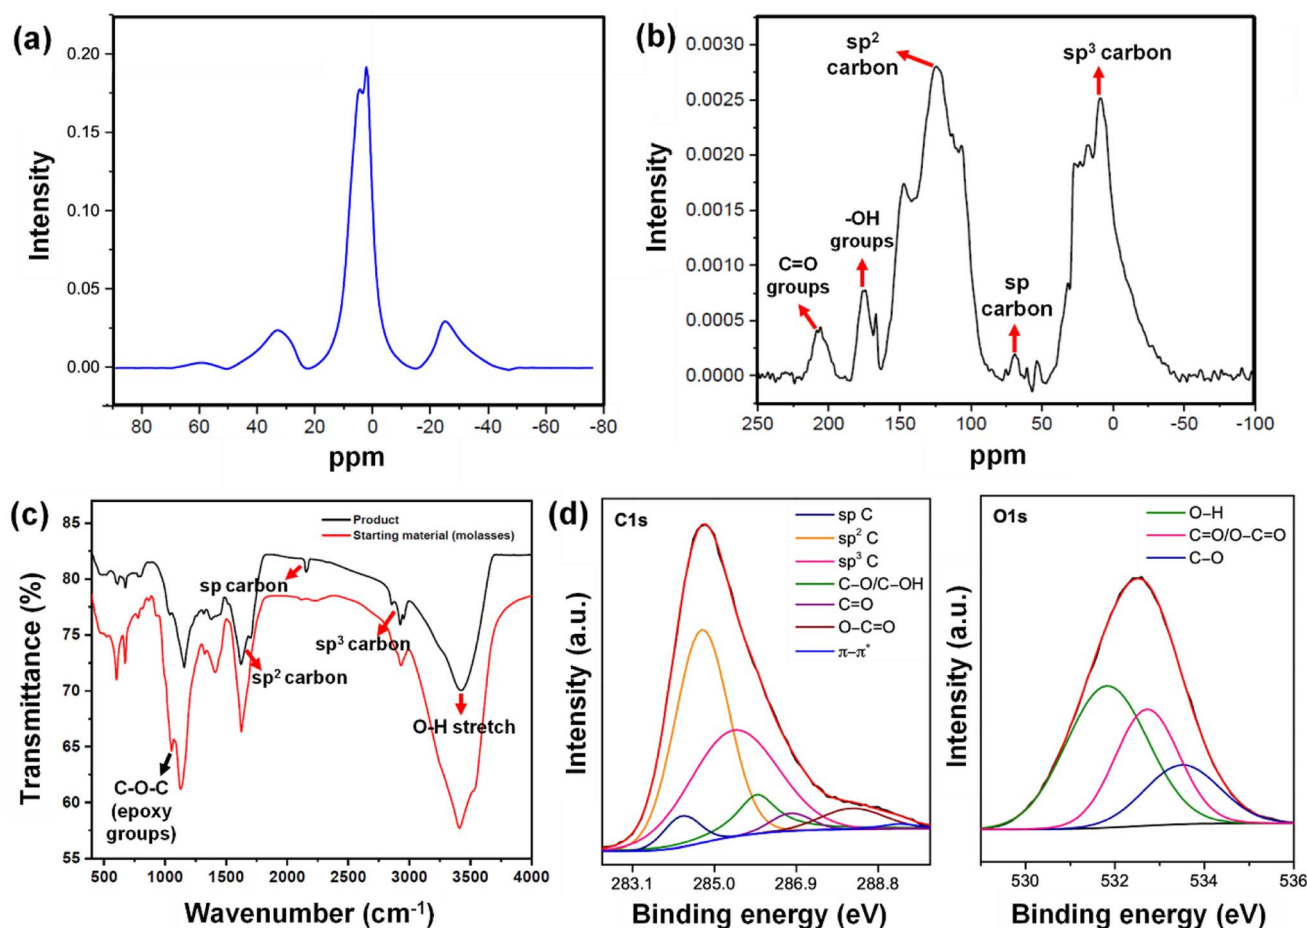 (a)
0.20
0.15
0.10
0.05
0.00
Intensity
80 60 40 20 0 -20 -40 -60 -80
ppm
(b)
0.0030
0.0025
0.0020
0.0015
0.0010
0.0005
0.0000
Intensity
sp² carbon
sp³ carbon
-OH groups
C=O groups
sp carbon
250 200 150 100 50 0 -50 -100
ppm
(c)
85
80
75
70
65
60
55
Transmittance (%)
Product
Starting material (molasses)
sp carbon
sp³ carbon
sp² carbon
O-H stretch
C-O-C
(epoxy
groups)
500 1000 1500 2000 2500 3000 3500 4000
Wavenumber (cm⁻¹)
(d)
C1s
sp C
sp² C
sp³ C
C–O/C–OH
C=O
O–C=O
π–π*
Intensity (a.u.)
283.1 285.0 286.9 288.8
Binding energy (eV)
O1s
O–H
C=O/O–C=O
C–O
Intensity (a.u.)
530 532 534 536
Binding energy (eV)